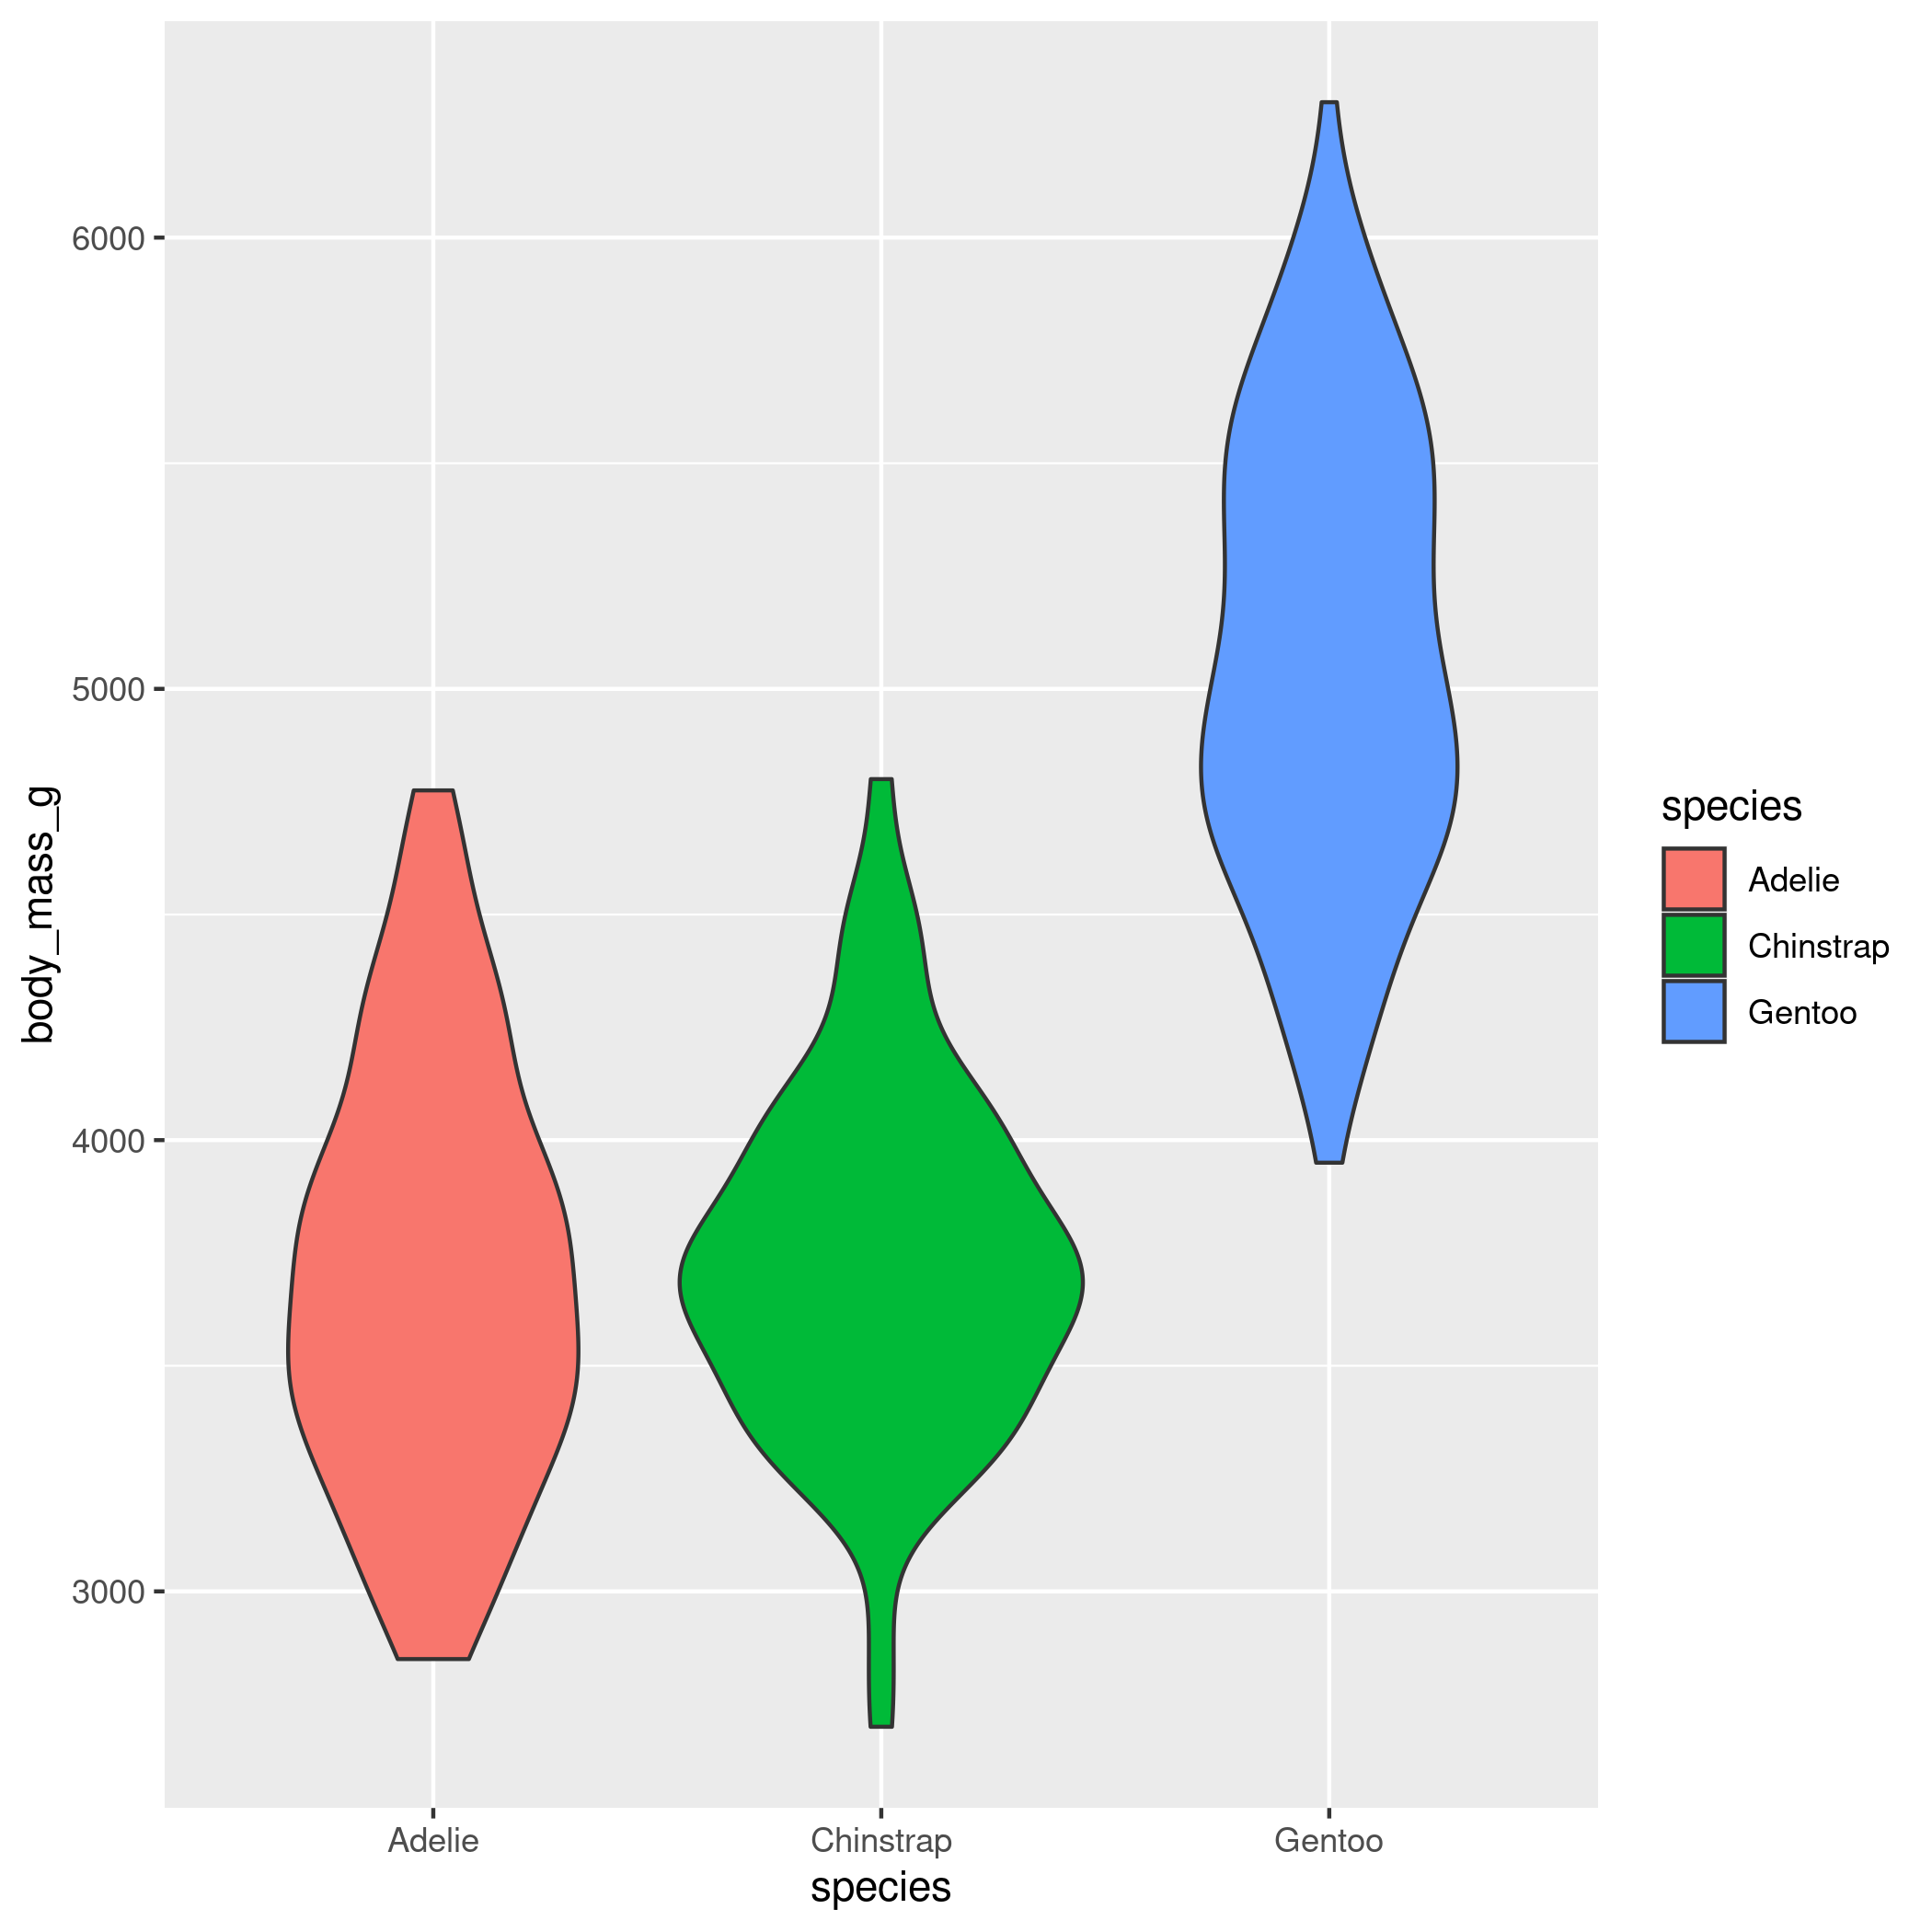 body_mass_g
6000
5000
4000
3000
Adelie Chinstrap Gentoo
species
species
Adelie
Chinstrap
Gentoo